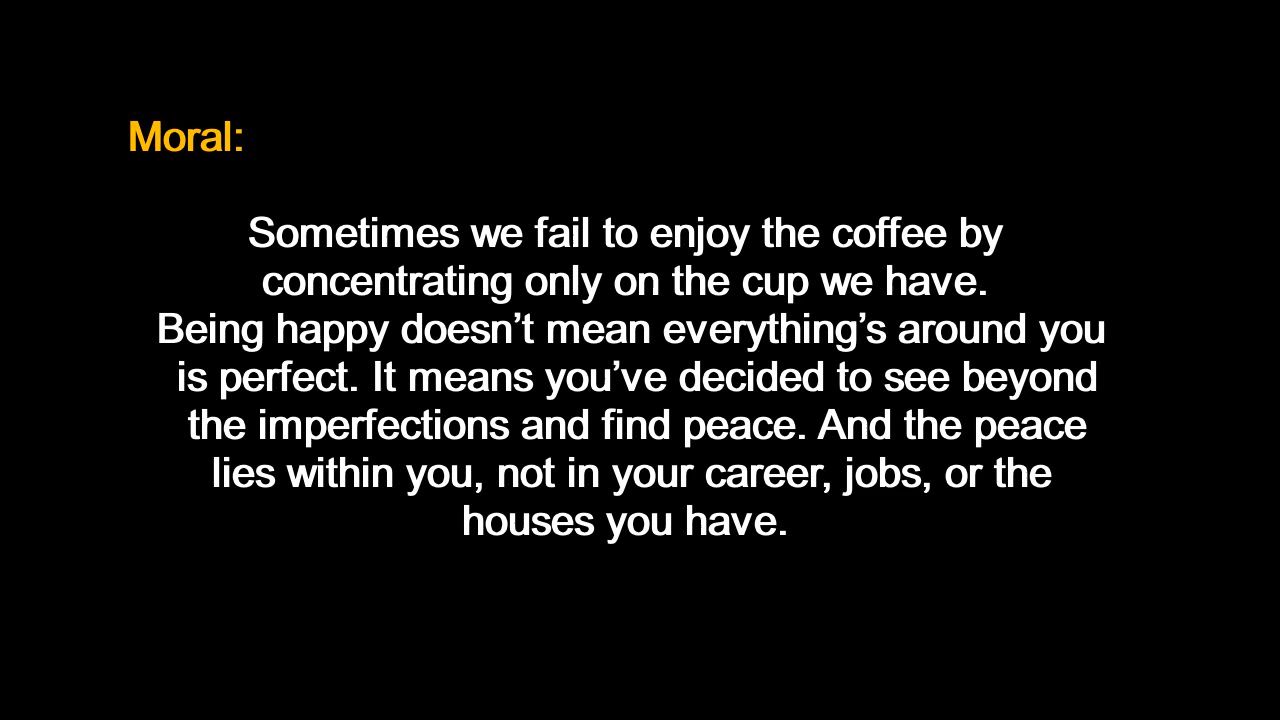 Moral:
Sometimes we fail to enjoy the coffee by
concentrating only on the cup we have.
Being happy doesn’t mean everything’s around you
is perfect. It means you’ve decided to see beyond
the imperfections and find peace. And the peace
lies within you, not in your career, jobs, or the
houses you have.